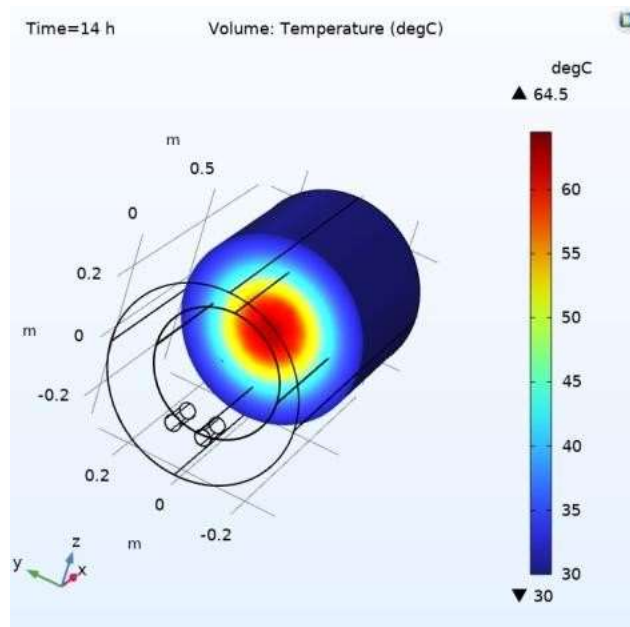 Time=14 h
Volume: Temperature (degC)
degC
▲ 64.5
m
0.5
0
0.2
m
0
-0.2
0.2
0
-0.2
m
60
55
50
45
40
35
30
▼ 30
y
z
x